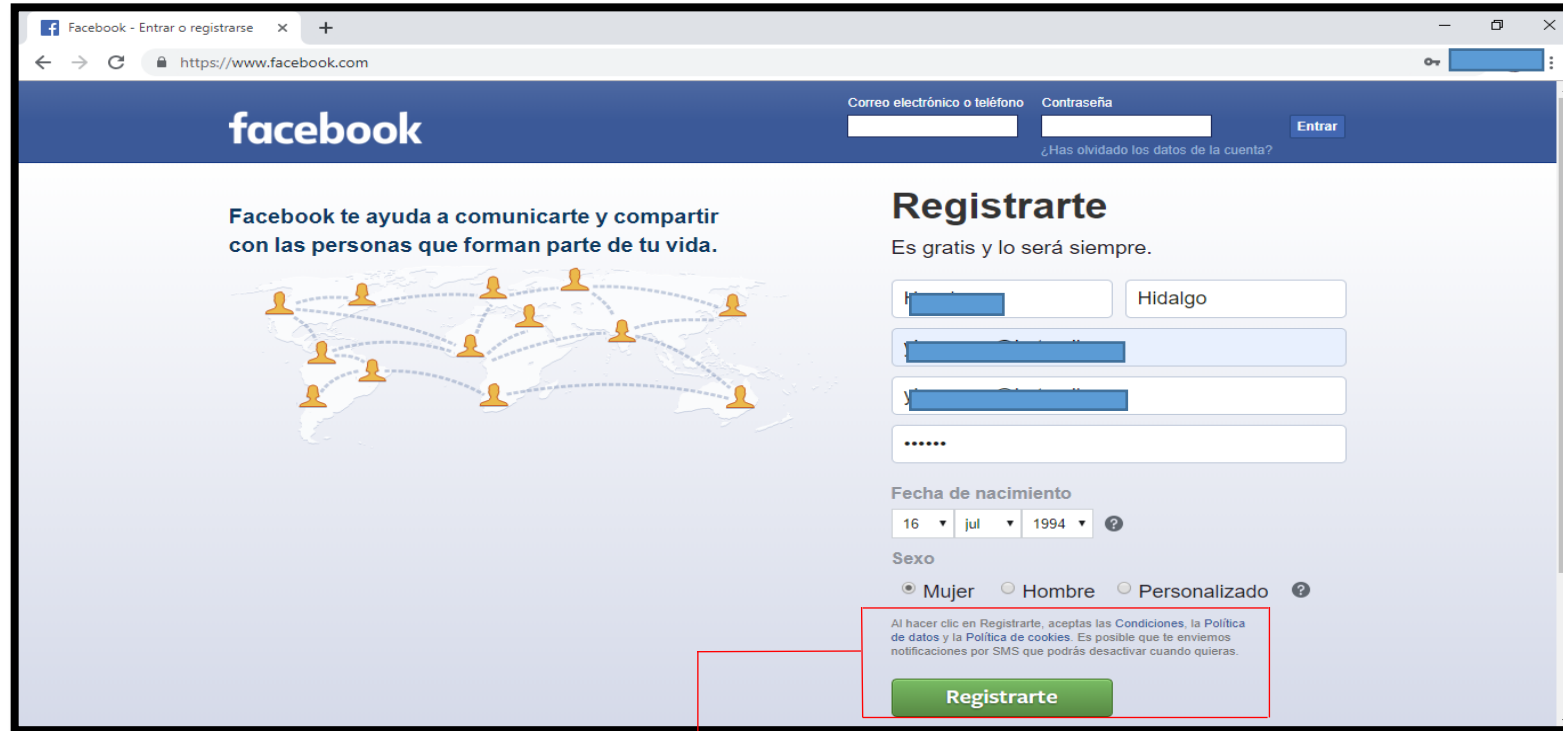 Facebook - Entrar o registrarse
https://www.facebook.com
facebook
Correo electrónico o teléfono
Contraseña
Entrar
¿Has olvidado los datos de la cuenta?
Facebook te ayuda a comunicarte y compartir
con las personas que forman parte de tu vida.
Registrarte
Es gratis y lo será siempre.
Hidalgo
Fecha de nacimiento
16 jul 1994
Sexo
Mujer Hombre Personalizado
Al hacer clic en Registrarte, aceptas las Condiciones, la Política
de datos y la Política de cookies. Es posible que te enviemos
notificaciones por SMS que podrás desactivar cuando quieras.
Registrarte